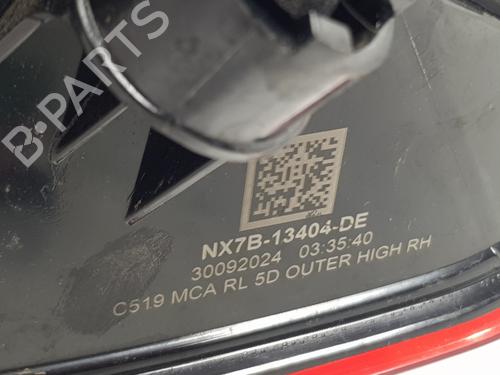 B-PARTS
NX7B-13404-DE
30092024 03:35:40
C519 MCA RL 5D OUTER HIGH RH